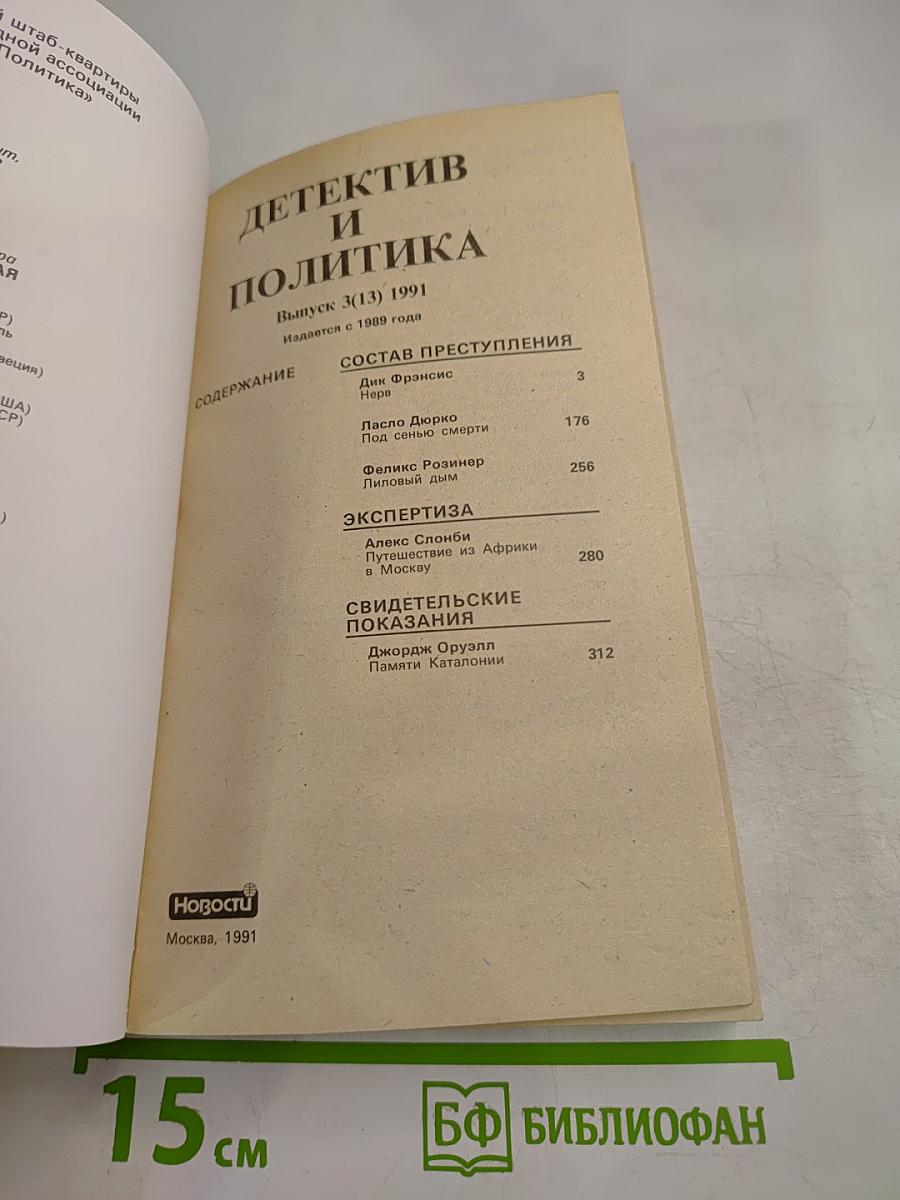 штаб-квартиры
ассоциации
Политика»
ДЕТЕКТИВ
И
ПОЛИТИКА
Выпуск 3(13) 1991
Издается с 1989 года
СОДЕРЖАНИЕ
СОСТАВ ПРЕСТУПЛЕНИЯ
Дик Фрэнсис
Нерв 3
Ласло Дюрко
Под сенью смерти 176
Феликс Розинер
Лиловый дым 256
ЭКСПЕРТИЗА
Алекс Слонби
Путешествие из Африки
в Москву 280
СВИДЕТЕЛЬСКИЕ
ПОКАЗАНИЯ
Джордж Оруэлл
Памяти Каталонии 312
Новости
Москва, 1991
15 см
БФ БИБЛИОФАН